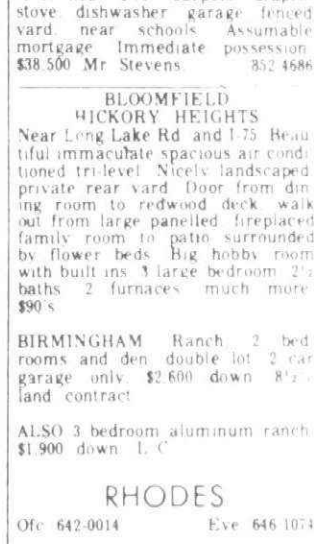 stove dishwasher garage fenced
yard near schools Assumable
mortgage Immediate possession
$38.500 Mr Stevens 852 4686
BLOOMFIELD
HICKORY HEIGHTS
Near Long Lake Rd and I-75 Beau
tiful immaculate spacious air condi
tioned tri-level Nicely landscaped
private rear yard Door from din
ing room to redwood deck walk
out from large panelled fireplaced
family room to patio surrounded
by flower beds Big hobby room
with built ins 3 large bedroom 2½
baths 2 furnaces much more
$90's
BIRMINGHAM Ranch 2 bed
rooms and den double lot 2 car
garage only $2.600 down 8½
land contract
ALSO 3 bedroom aluminum ranch
$1.900 down L C
RHODES
Ofc 642-0014 Eve 646 1074